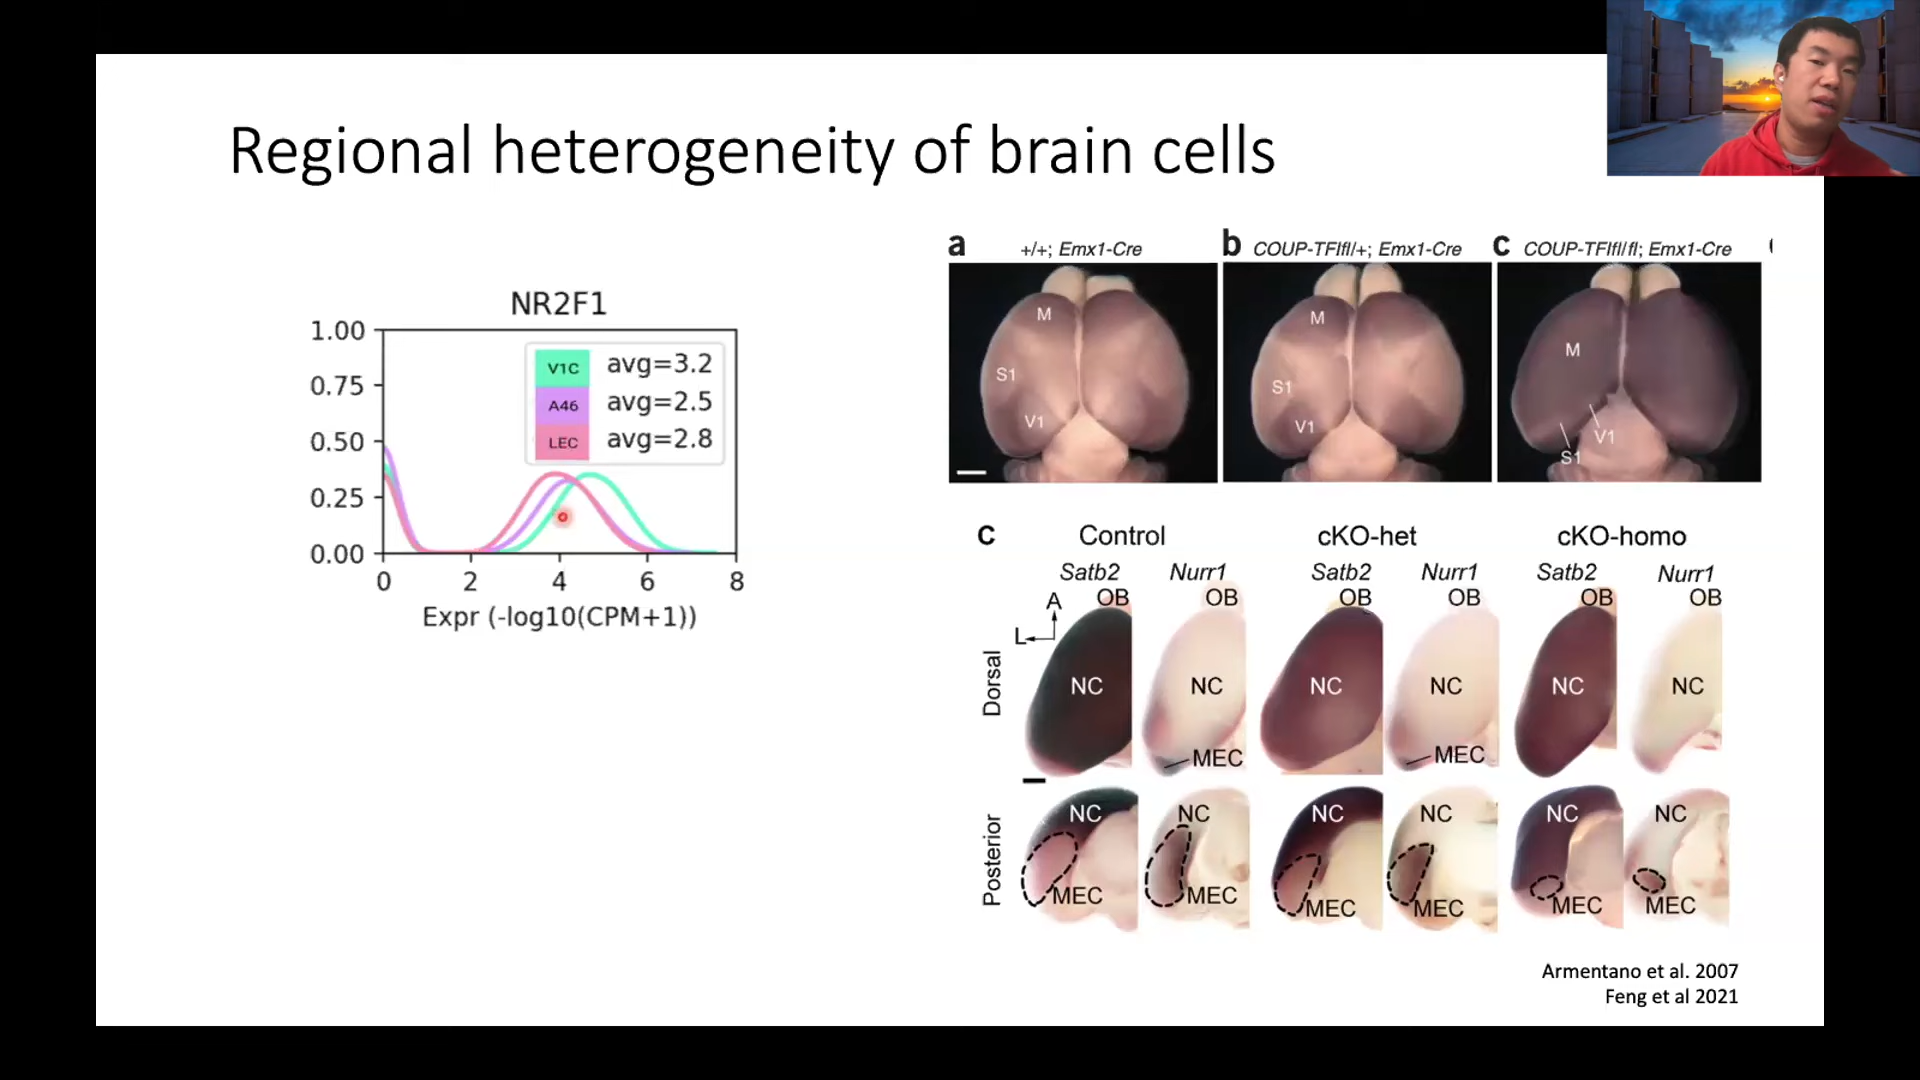 Regional heterogeneity of brain cells
NR2F1
1.00
0.75
0.50
0.25
0.00
V1C avg=3.2
A46 avg=2.5
LEC avg=2.8
0 2 4 6 8
Expr (-log10(CPM+1))
a +/+; Emx1-Cre
M
S1
V1
b COUP-TFIfl/+; Emx1-Cre
M
S1
V1
c COUP-TFIfl/fl; Emx1-Cre
M
V1
S1
c Control cKO-het cKO-homo
Satb2 Nurr1 Satb2 Nurr1 Satb2 Nurr1
A OB OB OB OB OB OB
L
Dorsal
NC NC NC NC NC NC
MEC MEC
Posterior
NC NC NC NC NC NC
MEC MEC MEC MEC MEC MEC
Armentano et al. 2007
Feng et al 2021